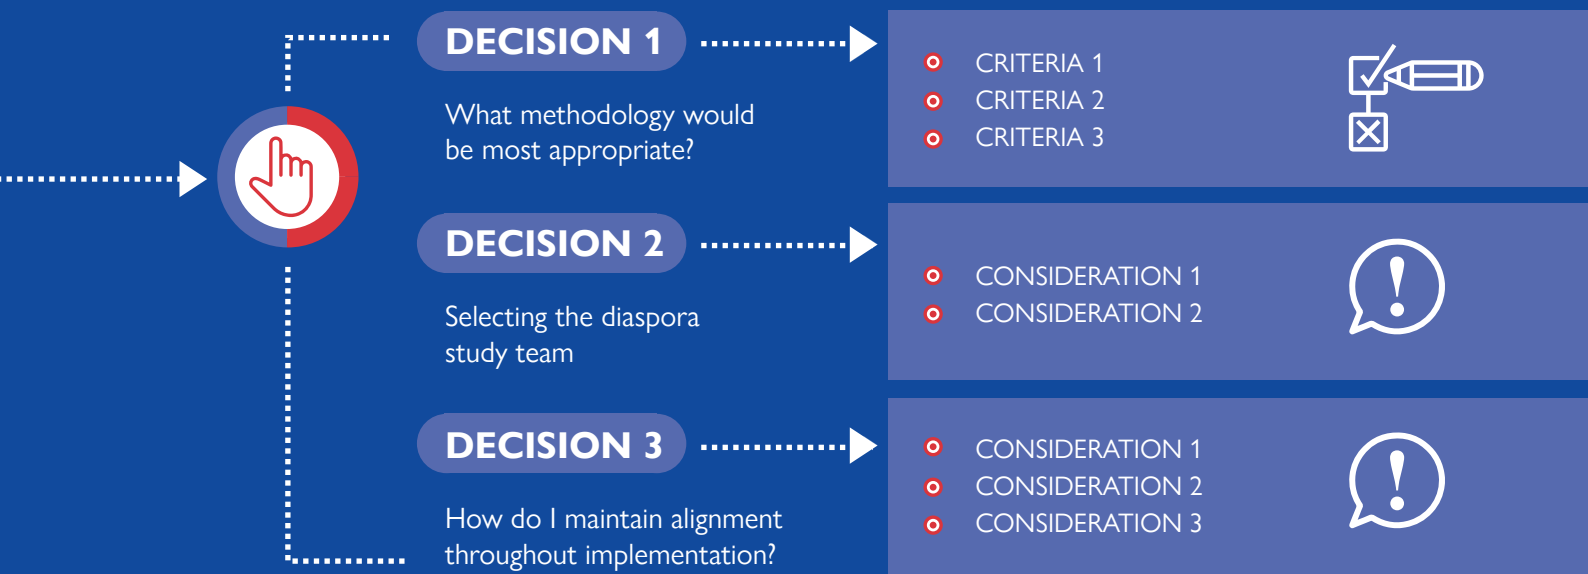 DECISION 1
What methodology would
be most appropriate?
CRITERIA 1
CRITERIA 2
CRITERIA 3
DECISION 2
Selecting the diaspora
study team
CONSIDERATION 1
CONSIDERATION 2
DECISION 3
How do I maintain alignment
throughout implementation?
CONSIDERATION 1
CONSIDERATION 2
CONSIDERATION 3